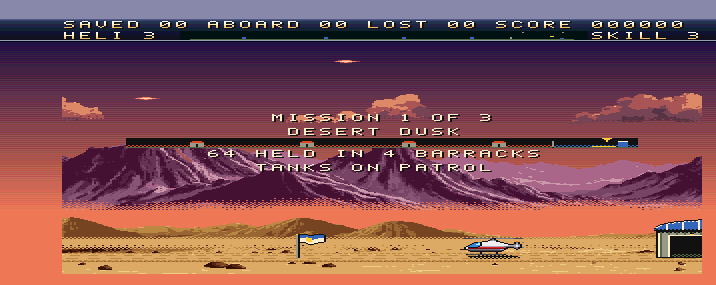 SAVED 00 ABOARD 00 LOST 00 SCORE 000000
HELI 3 SKILL 3
MISSION 1 OF 3
DESERT DUSK
64 HELD IN 4 BARRACKS
TANKS ON PATROL